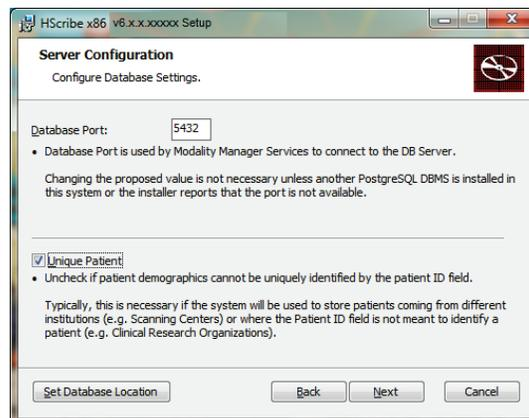 HScribe x86 v6.x.x.xxxxx Setup
Server Configuration
Configure Database Settings.
Database Port: 5432
• Database Port is used by Modality Manager Services to connect to the DB Server.
Changing the proposed value is not necessary unless another PostgreSQL DBMS is installed in
this system or the installer reports that the port is not available.
Unique Patient
• Uncheck if patient demographics cannot be uniquely identified by the patient ID field.
Typically, this is necessary if the system will be used to store patients coming from different
institutions (e.g. Scanning Centers) or where the Patient ID field is not meant to identify a
patient (e.g. Clinical Research Organizations).
Set Database Location Back Next Cancel